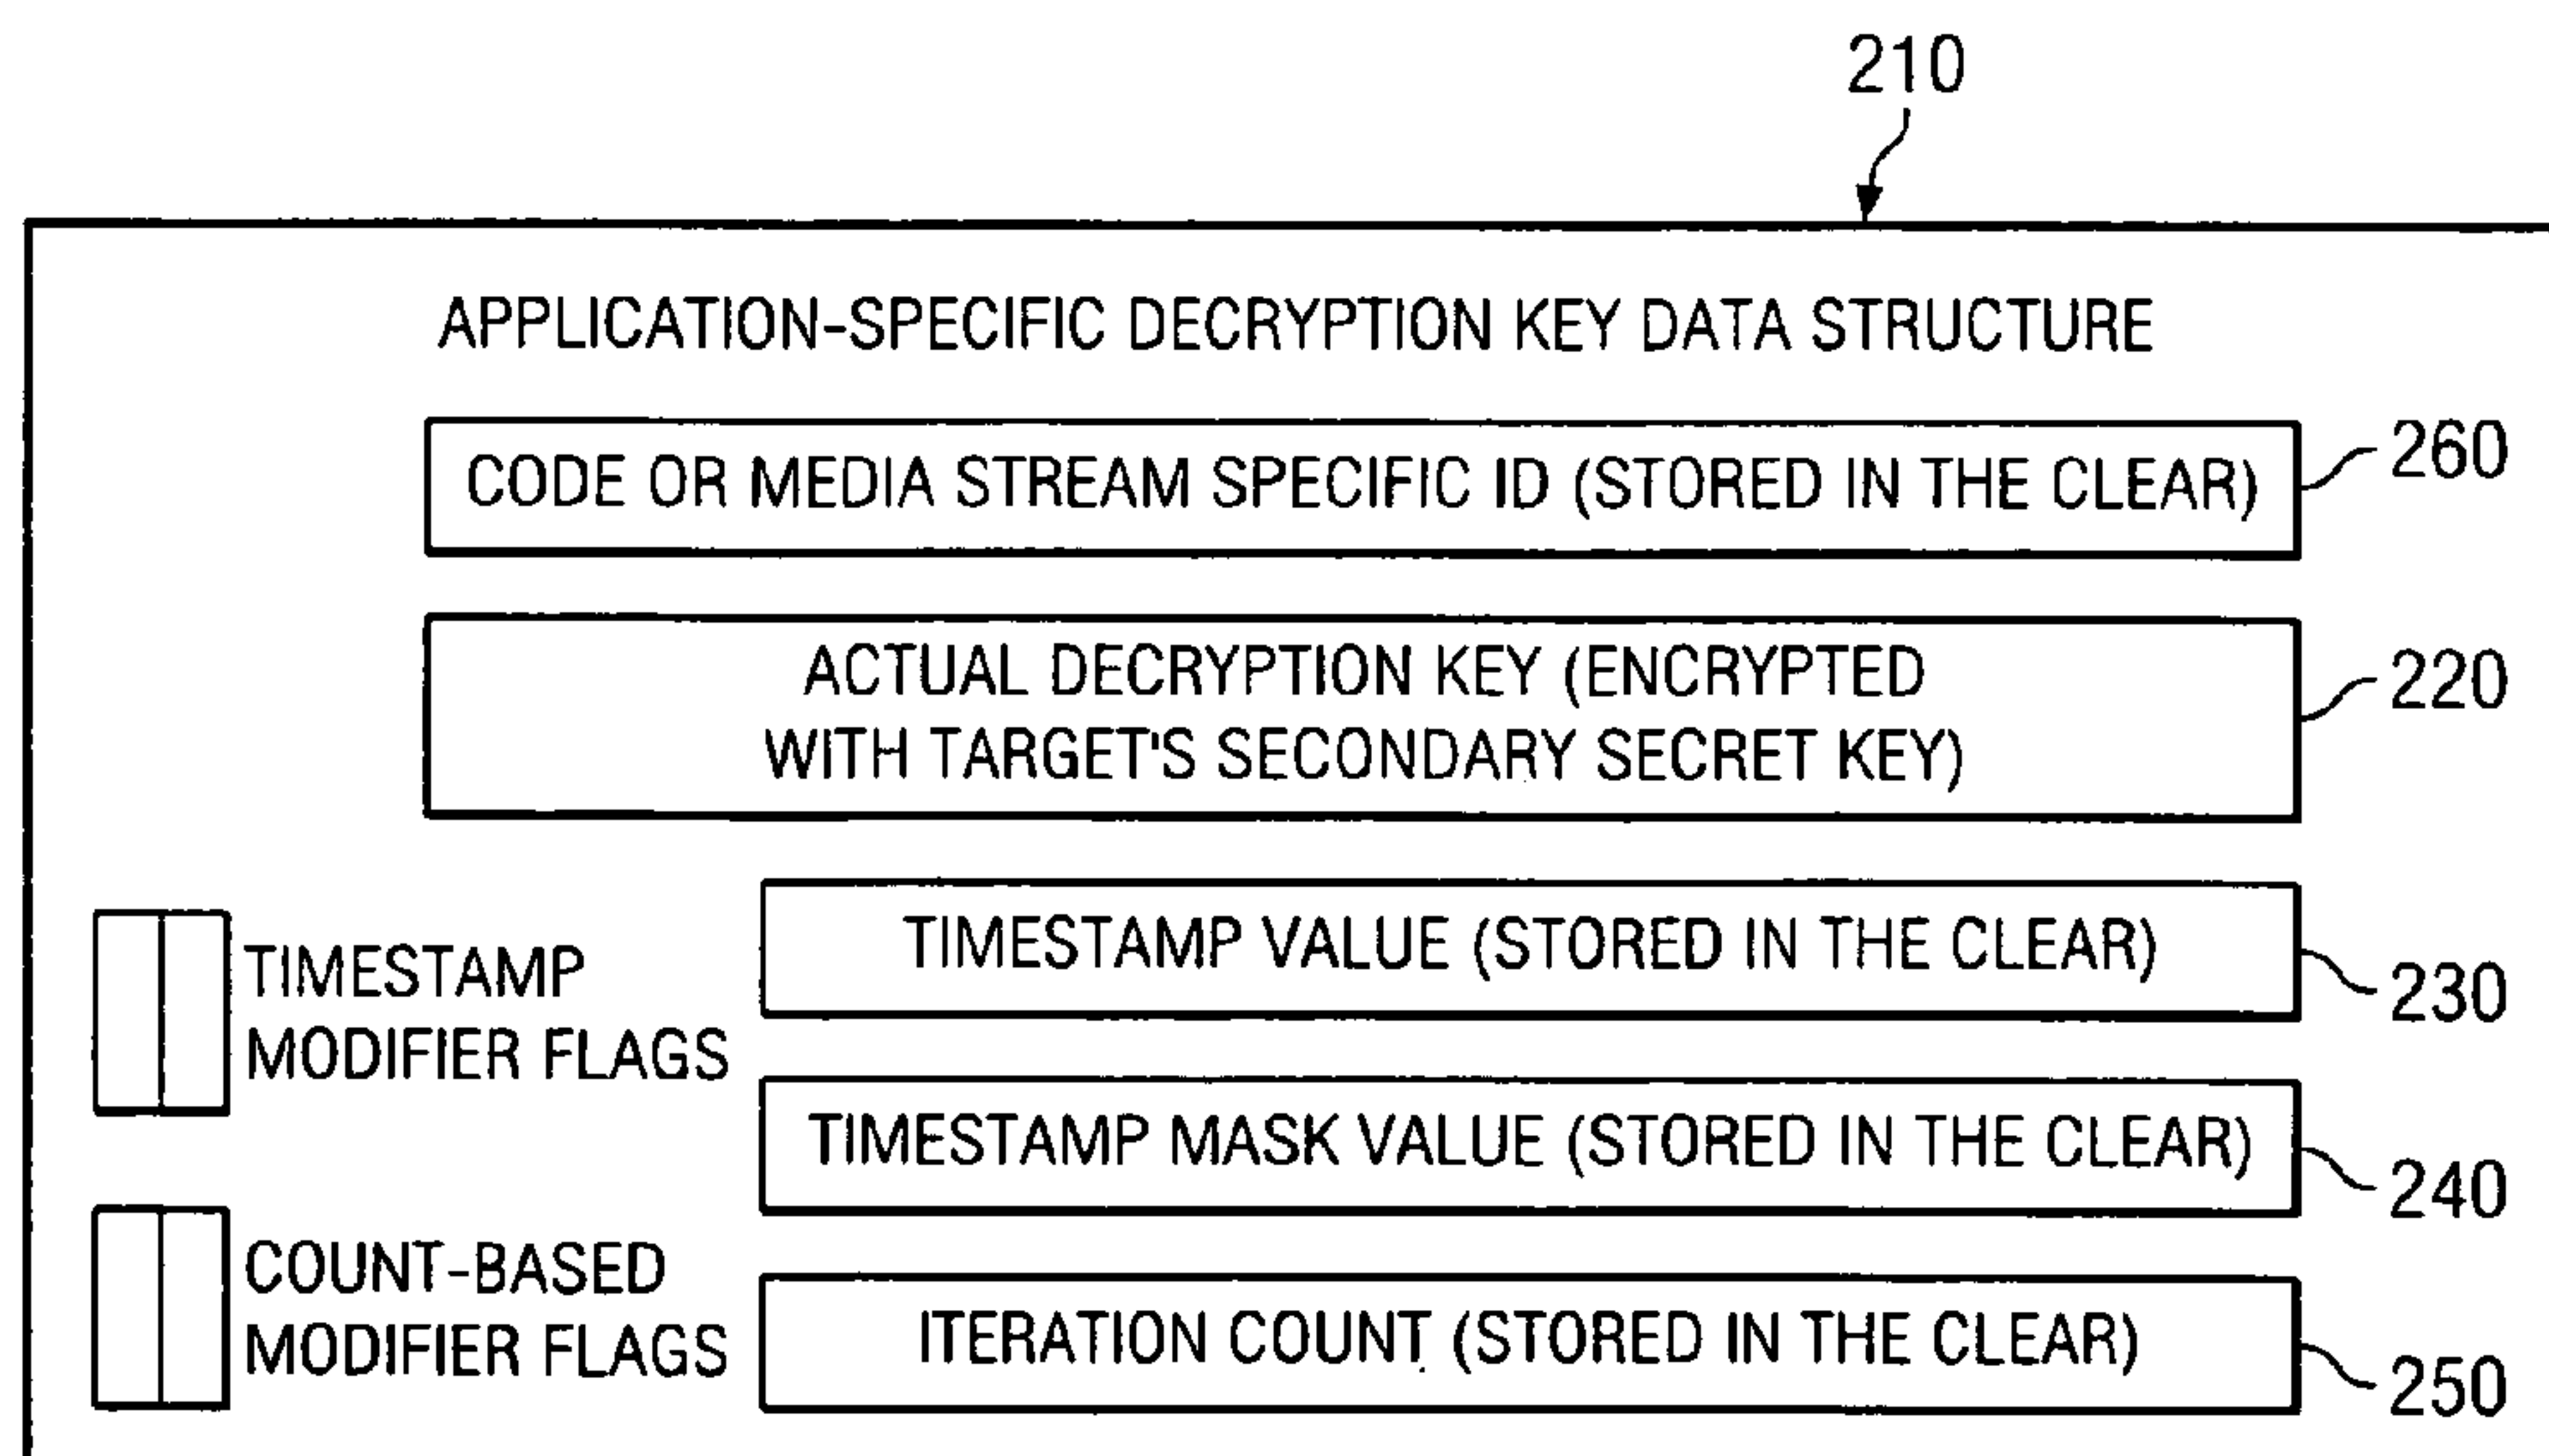 210
APPLICATION-SPECIFIC DECRYPTION KEY DATA STRUCTURE
CODE OR MEDIA STREAM SPECIFIC ID (STORED IN THE CLEAR)
260
ACTUAL DECRYPTION KEY (ENCRYPTED
WITH TARGET'S SECONDARY SECRET KEY)
220
TIMESTAMP
MODIFIER FLAGS
TIMESTAMP VALUE (STORED IN THE CLEAR)
230
TIMESTAMP MASK VALUE (STORED IN THE CLEAR)
240
COUNT-BASED
MODIFIER FLAGS
ITERATION COUNT (STORED IN THE CLEAR)
250